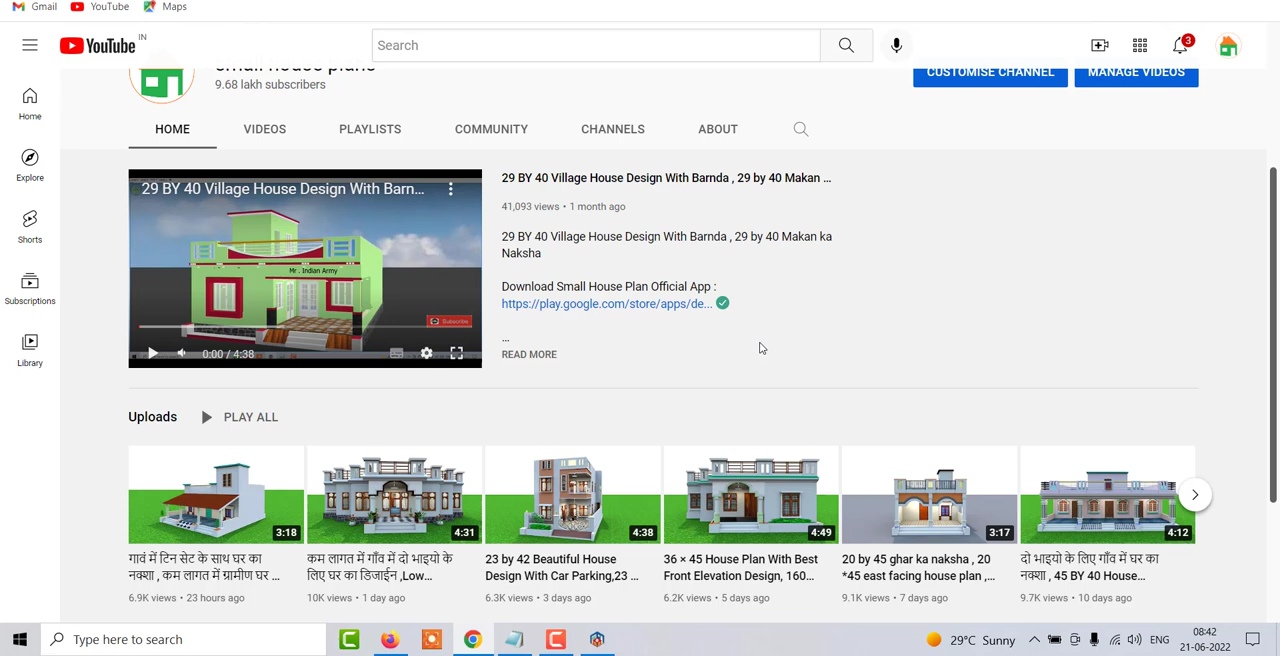 Gmail YouTube Maps
YouTube IN
Search
3
small house plans
9.68 lakh subscribers
CUSTOMISE CHANNEL MANAGE VIDEOS
HOME VIDEOS PLAYLISTS COMMUNITY CHANNELS ABOUT
Home
Explore
Shorts
Subscriptions
Library
29 BY 40 Village House Design With Barn...
Mr . Indian Army
Subscribe
0:00 / 4:38
29 BY 40 Village House Design With Barnda , 29 by 40 Makan ...
41,093 views • 1 month ago
29 BY 40 Village House Design With Barnda , 29 by 40 Makan ka
Naksha
Download Small House Plan Official App :
https://play.google.com/store/apps/de...
...
READ MORE
Uploads PLAY ALL
3:18
4:31
4:38
4:49
3:17
4:12
गावं में टिन सेट के साथ घर का
नक्शा , कम लागत में ग्रामीण घर ...
6.9K views • 23 hours ago
कम लागत में गाँव में दो भाइयो के
लिए घर का डिजाईन ,Low...
10K views • 1 day ago
23 by 42 Beautiful House
Design With Car Parking,23 ...
6.3K views • 3 days ago
36 × 45 House Plan With Best
Front Elevation Design, 160...
6.2K views • 5 days ago
20 by 45 ghar ka naksha , 20
*45 east facing house plan ,...
9.1K views • 7 days ago
दो भाइयो के लिए गाँव में घर का
नक्शा , 45 BY 40 House...
9.7K views • 10 days ago
Type here to search
29°C Sunny
ENG
08:42
21-06-2022